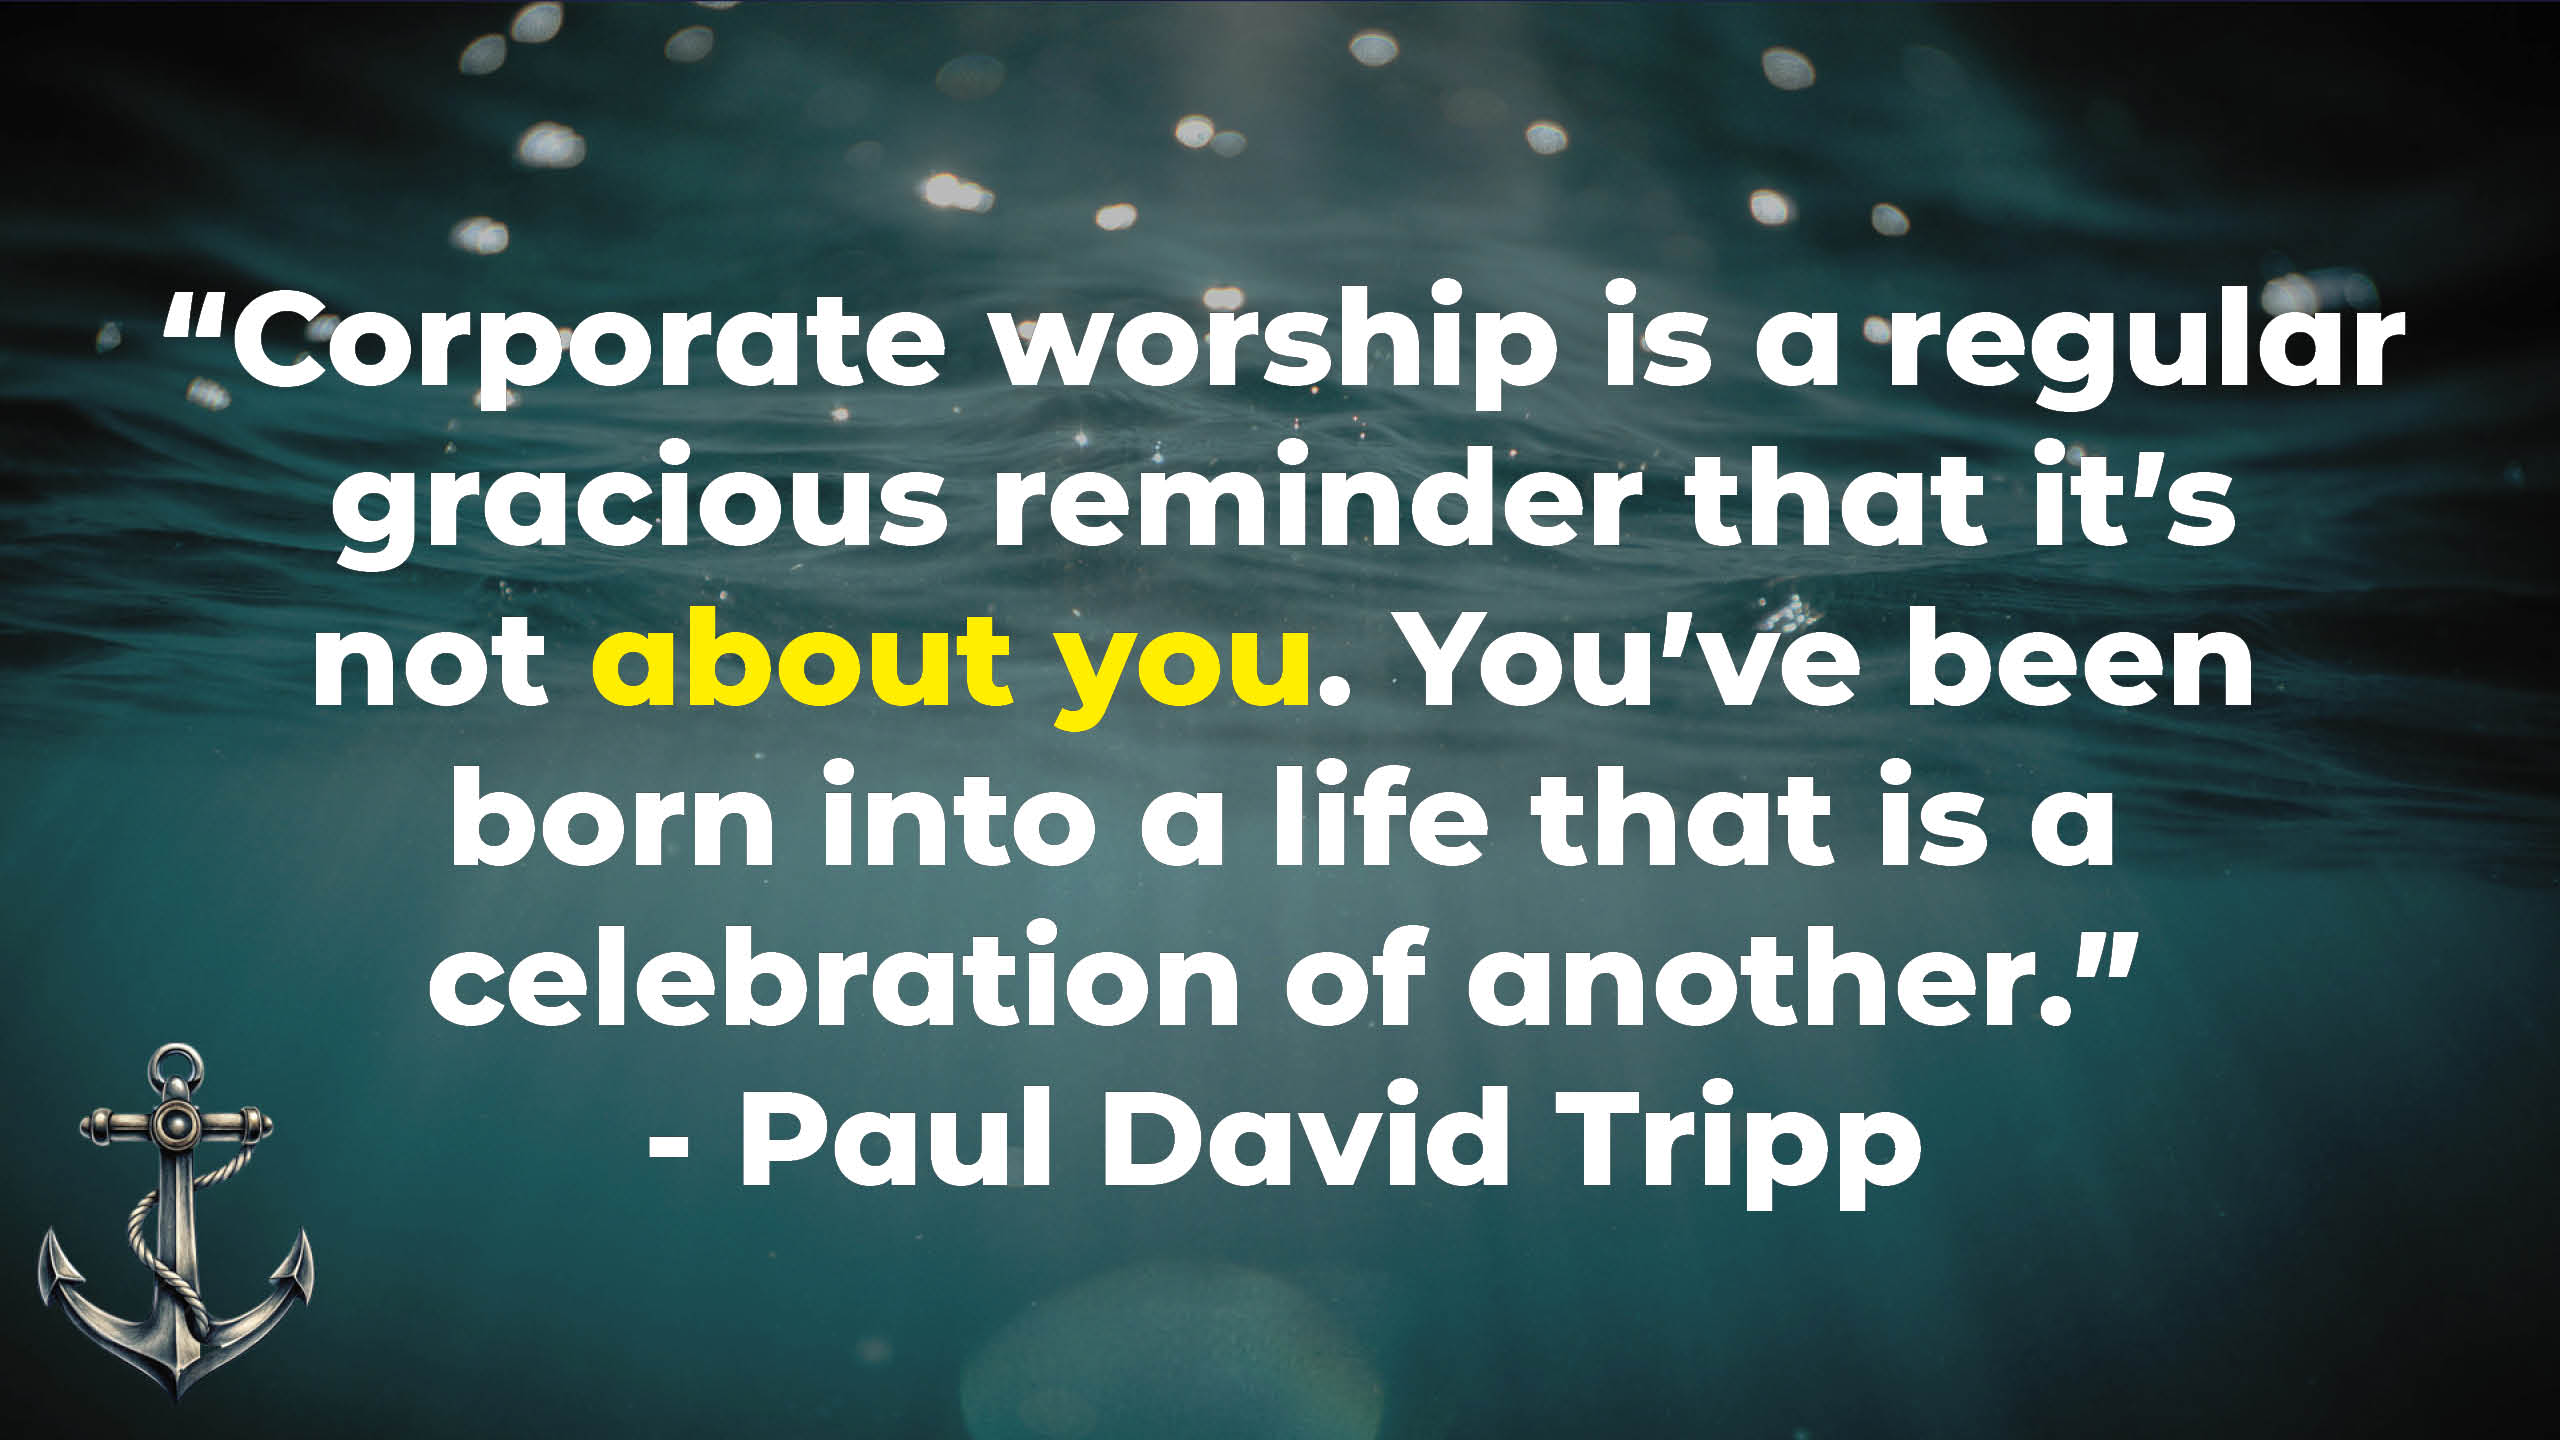 “Corporate worship is a regular
gracious reminder that it’s
not about you. You’ve been
born into a life that is a
celebration of another.”
- Paul David Tripp